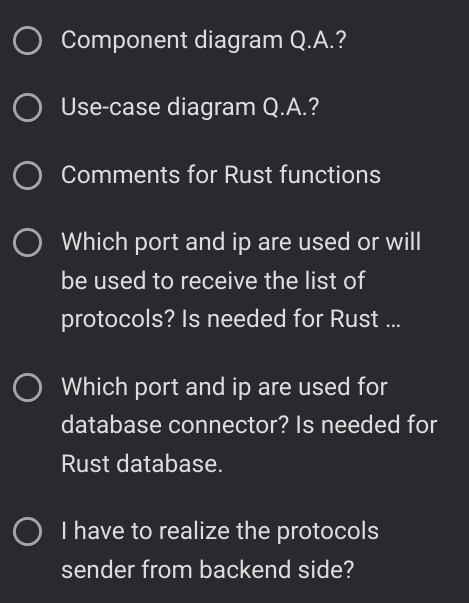 Component diagram Q.A.?
Use-case diagram Q.A.?
Comments for Rust functions
Which port and ip are used or will
be used to receive the list of
protocols? Is needed for Rust ...
Which port and ip are used for
database connector? Is needed for
Rust database.
I have to realize the protocols
sender from backend side?